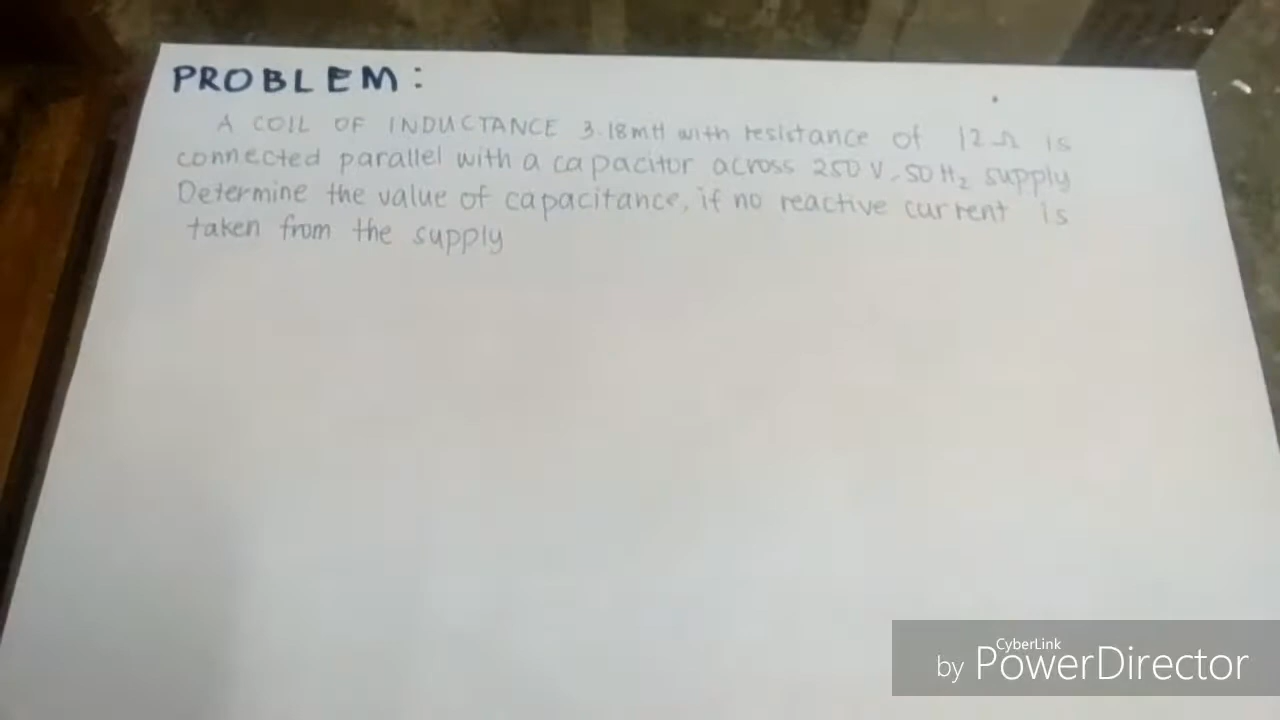 PROBLEM:
A COIL OF INDUCTANCE 3.18mH with resistance of 12Ω is
connected parallel with a capacitor across 250 V, 50 Hz supply
Determine the value of capacitance, if no reactive current is
taken from the supply
CyberLink
by PowerDirector